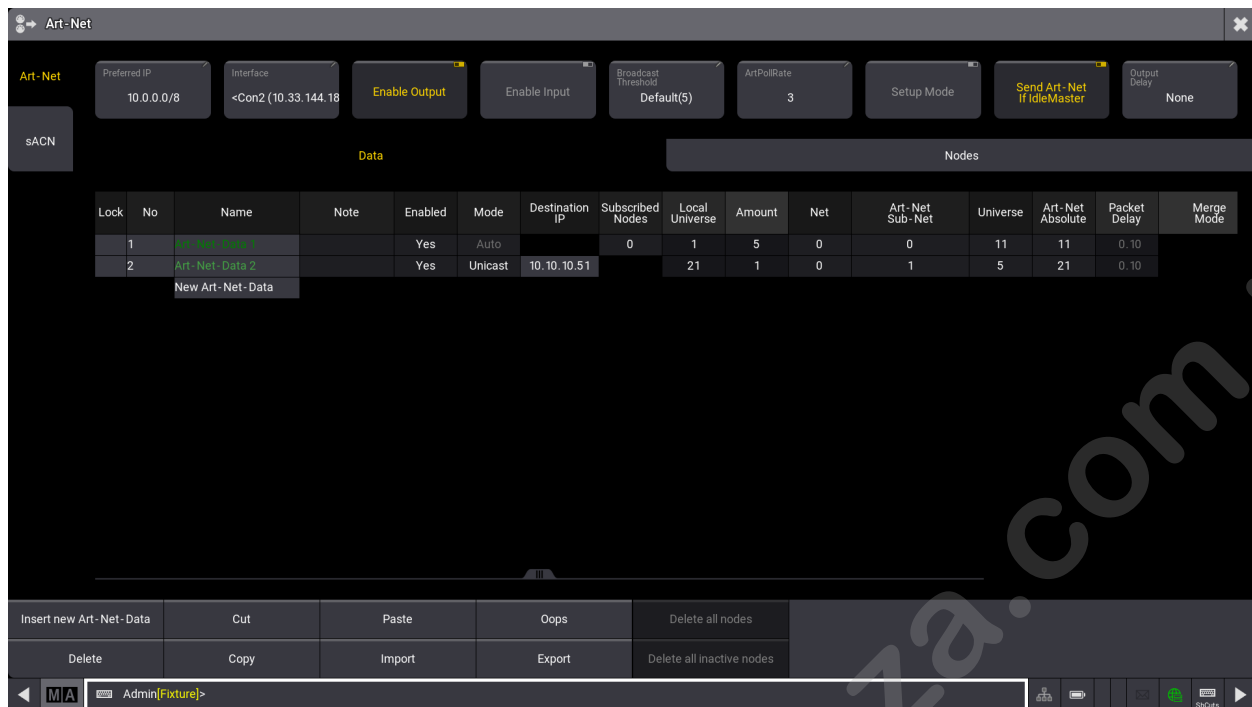 Art-Net
Art-Net
sACN
Preferred IP
10.0.0.0/8
Interface
<Con2 (10.33.144.18
Enable Output
Enable Input
Broadcast
Threshold
Default(5)
ArtPollRate
3
Setup Mode
Send Art-Net
If IdleMaster
Output
Delay
None
Data
Nodes
Lock No Name Note Enabled Mode Destination IP Subscribed Nodes Local Universe Amount Net Art-Net Sub-Net Universe Art-Net Absolute Packet Delay Merge Mode
1 Art-Net-Data 1 Yes Auto 0 1 5 0 0 11 11 0.10
2 Art-Net-Data 2 Yes Unicast 10.10.10.51 21 1 0 1 5 21 0.10
New Art-Net-Data
Insert new Art-Net-Data Cut Paste Oops Delete all nodes
Delete Copy Import Export Delete all inactive nodes
MA Admin[Fixture]>
ShCuts
za.com